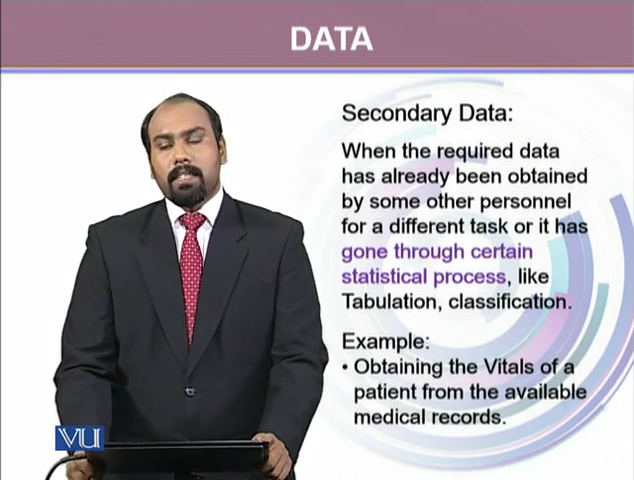 DATA
Secondary Data:
When the required data
has already been obtained
by some other personnel
for a different task or it has
gone through certain
statistical process, like
Tabulation, classification.
Example:
• Obtaining the Vitals of a
patient from the available
medical records.
VU